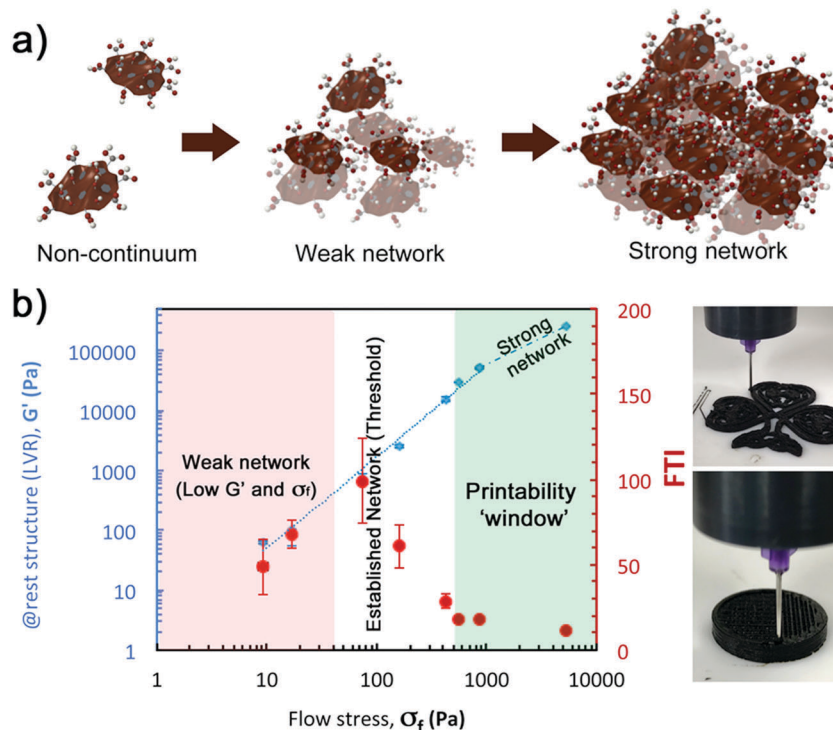 a)
Non-continuum
Weak network
Strong network
b)
@rest structure (LVR), G' (Pa)
100000
10000
1000
100
10
1
Weak network
(Low G' and σf)
Established Network (Threshold)
Strong
network
Printability
‘window’
200
150
100
50
0
FTI
1
10
100
1000
10000
Flow stress, σf (Pa)